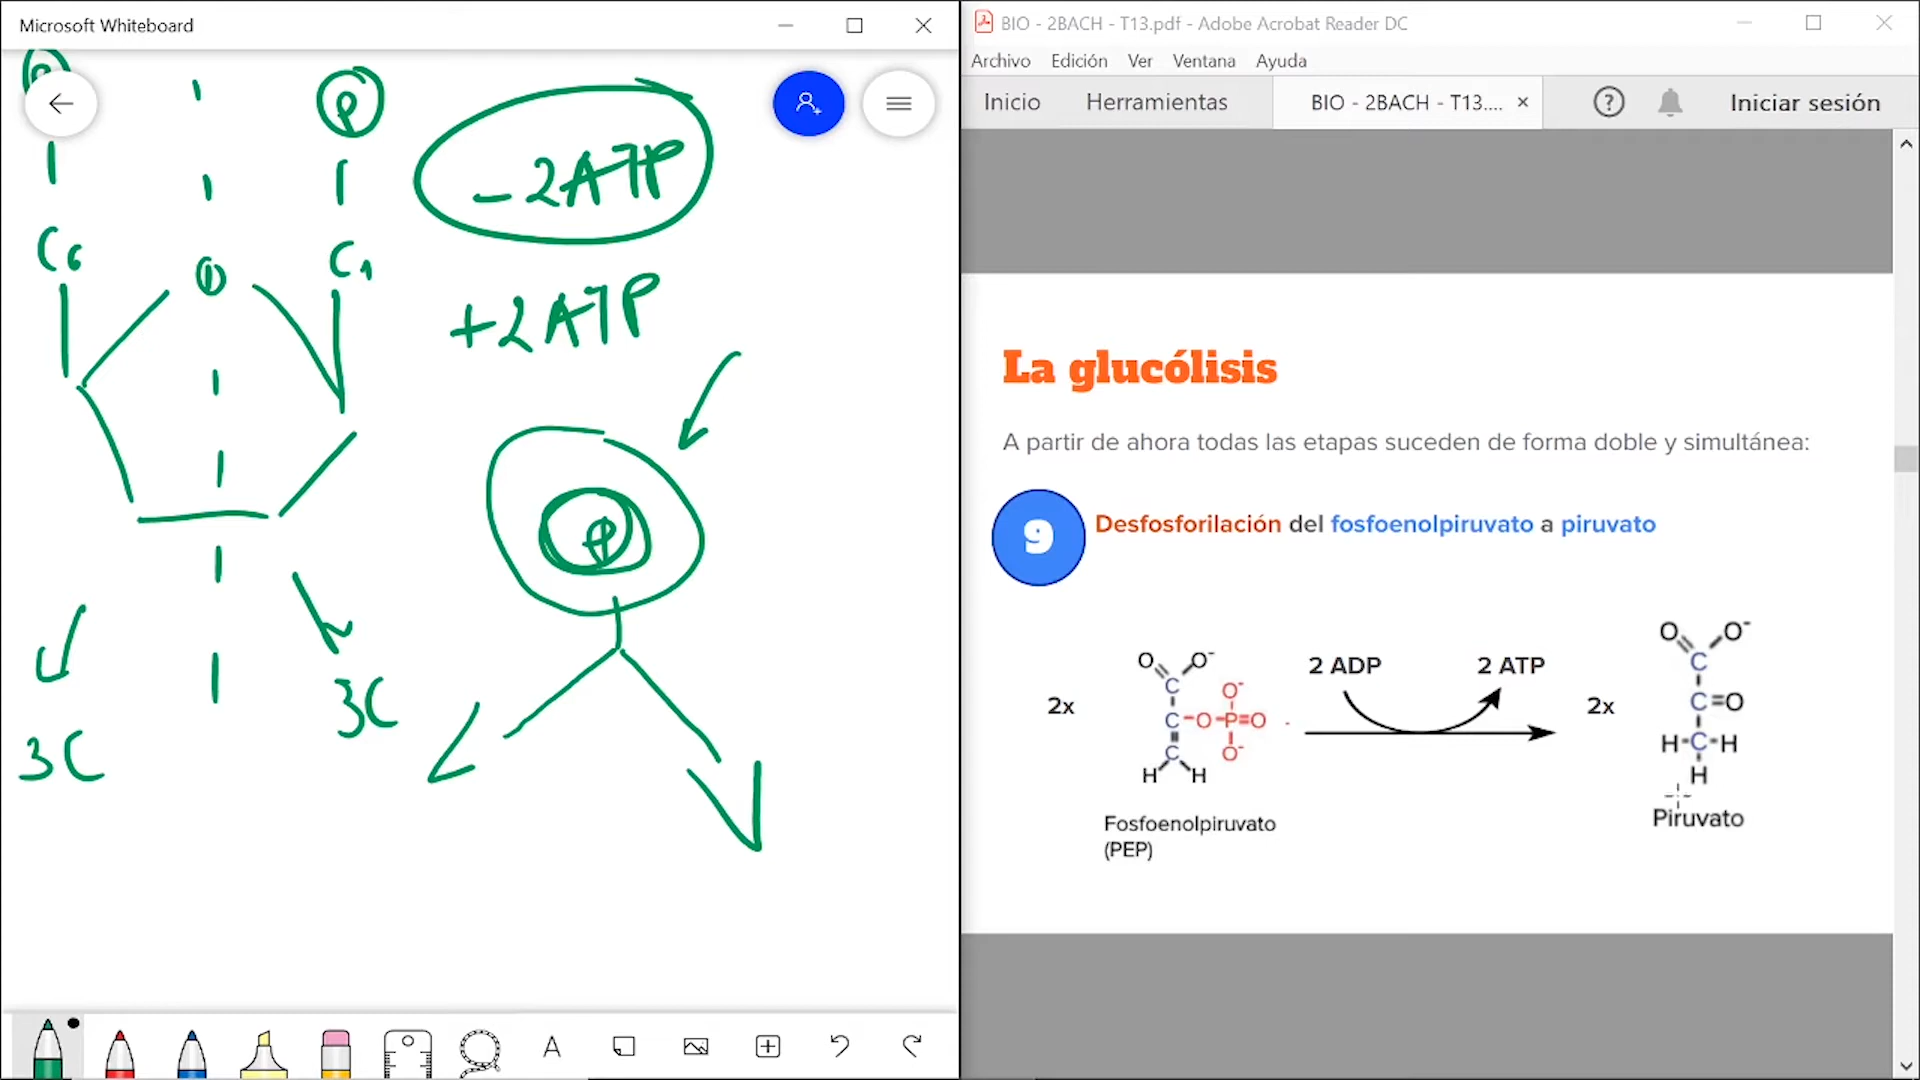 Microsoft Whiteboard
P
P
- 2ATP
C6
C1
O
+2ATP
P
3C
3C
A
BIO - 2BACH - T13.pdf - Adobe Acrobat Reader DC
Archivo Edición Ver Ventana Ayuda
Inicio Herramientas BIO - 2BACH - T13.... × ? Iniciar sesión
La glucólisis
A partir de ahora todas las etapas suceden de forma doble y simultánea:
9 Desfosforilación del fosfoenolpiruvato a piruvato
2x
O O⁻
C O⁻
C-O-P=O
C O⁻
H H
Fosfoenolpiruvato
(PEP)
2 ADP 2 ATP
2x
O O⁻
C
C=O
H-C-H
H
Piruvato